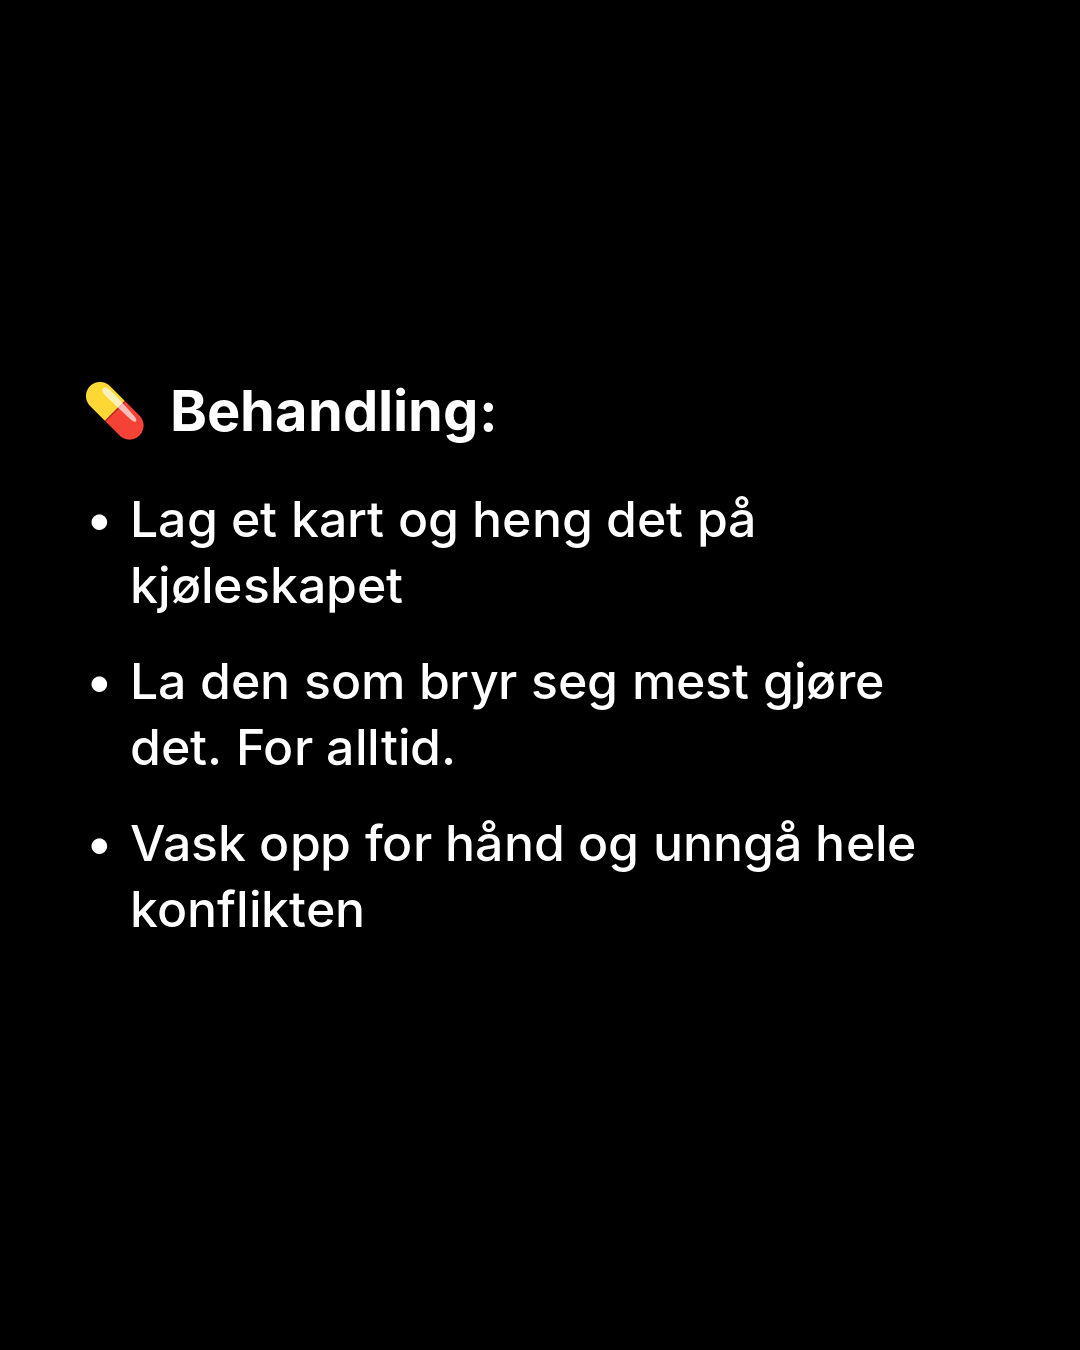 💊 Behandling:
• Lag et kart og heng det på
kjøleskapet
• La den som bryr seg mest gjøre
det. For alltid.
• Vask opp for hånd og unngå hele
konflikten